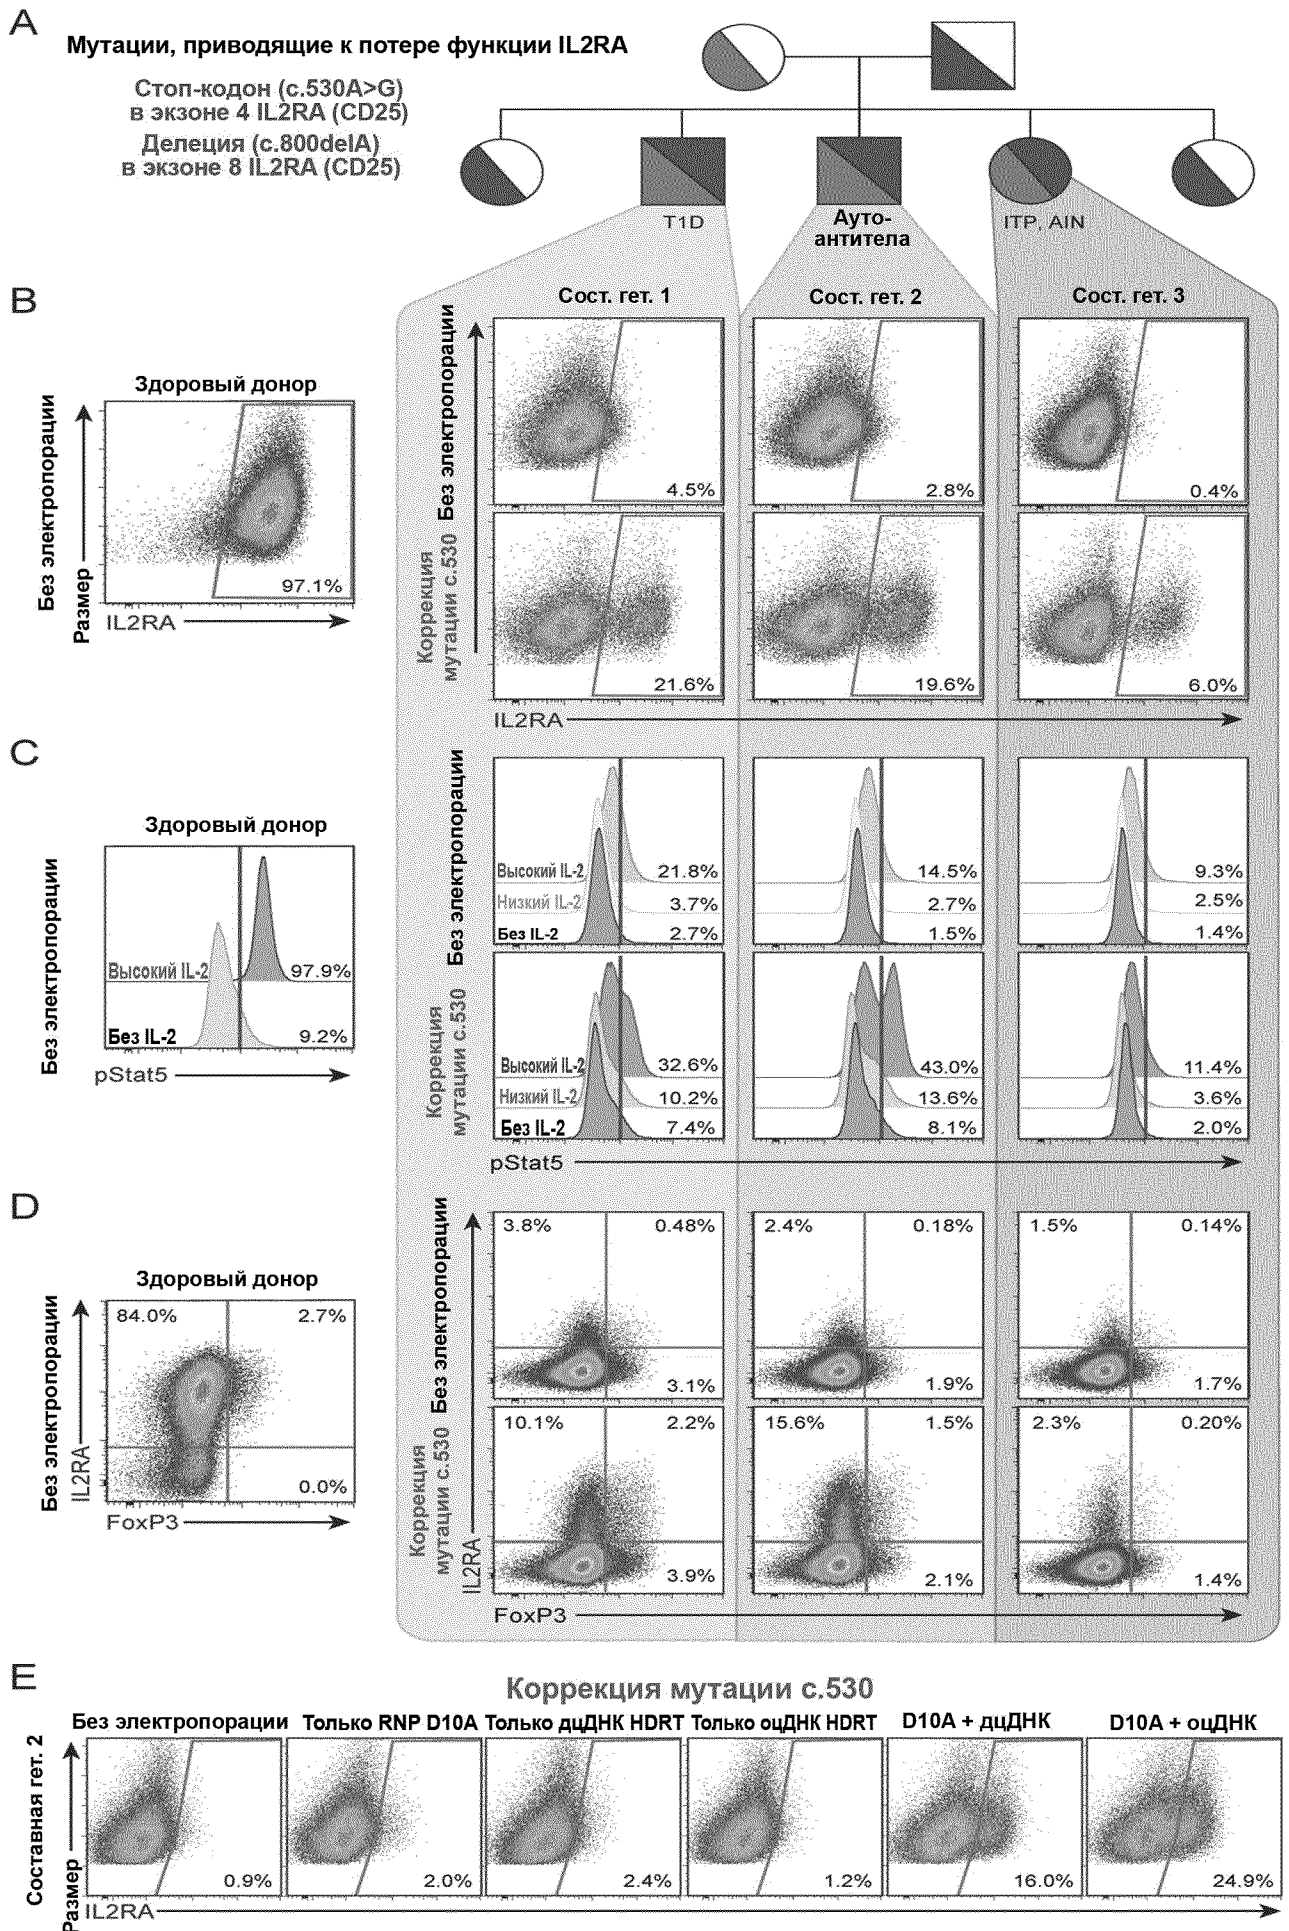 A
Мутации, приводящие к потере функции IL2RA
Стоп-кодон (c.530A>G)
в экзоне 4 IL2RA (CD25)
Делеция (c.800delA)
в экзоне 8 IL2RA (CD25)
T1D
Ауто-
антитела
ITP, AIN
B
Сост. гет. 1
Сост. гет. 2
Сост. гет. 3
Здоровый донор
Без электропорации
Размер
97.1%
IL2RA
Без электропорации
4.5%
2.8%
0.4%
Коррекция
мутации с.530
21.6%
19.6%
6.0%
IL2RA
C
Здоровый донор
Без электропорации
Высокий IL-2
97.9%
Без IL-2
9.2%
pStat5
Без электропорации
Высокий IL-2
21.8%
14.5%
9.3%
Низкий IL-2
3.7%
2.7%
2.5%
Без IL-2
2.7%
1.5%
1.4%
Коррекция
мутации с.530
Высокий IL-2
32.6%
43.0%
11.4%
Низкий IL-2
10.2%
13.6%
3.6%
Без IL-2
7.4%
8.1%
2.0%
pStat5
D
Здоровый донор
Без электропорации
IL2RA
84.0%
2.7%
0.0%
FoxP3
Без электропорации
3.8%
0.48%
2.4%
0.18%
1.5%
0.14%
3.1%
1.9%
1.7%
Коррекция
мутации с.530
IL2RA
10.1%
2.2%
15.6%
1.5%
2.3%
0.20%
3.9%
2.1%
1.4%
FoxP3
E
Коррекция мутации с.530
Без электропорации
Только RNP D10A
Только дцДНК HDRT
Только оцДНК HDRT
D10A + дцДНК
D10A + оцДНК
Составная гет. 2
Размер
0.9%
2.0%
2.4%
1.2%
16.0%
24.9%
IL2RA